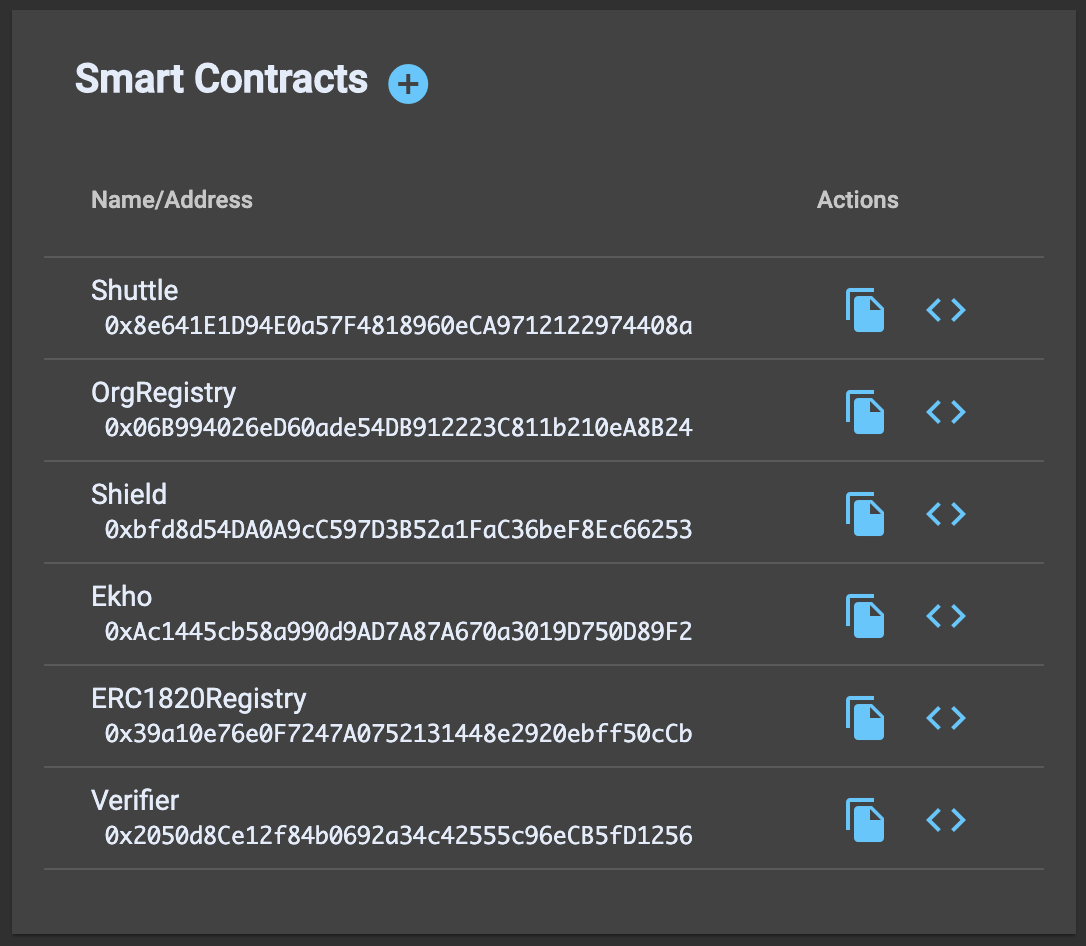 Smart Contracts
Name/Address Actions
Shuttle
0x8e641E1D94E0a57F4818960eCA9712122974408a
OrgRegistry
0x06B994026eD60ade54DB912223C811b210eA8B24
Shield
0xbfd8d54DA0A9cC597D3B52a1FaC36beF8Ec66253
Ekho
0xAc1445cb58a990d9AD7A87A670a3019D750D89F2
ERC1820Registry
0x39a10e76e0F7247A0752131448e2920ebff50cCb
Verifier
0x2050d8Ce12f84b0692a34c42555c96eCB5fD1256